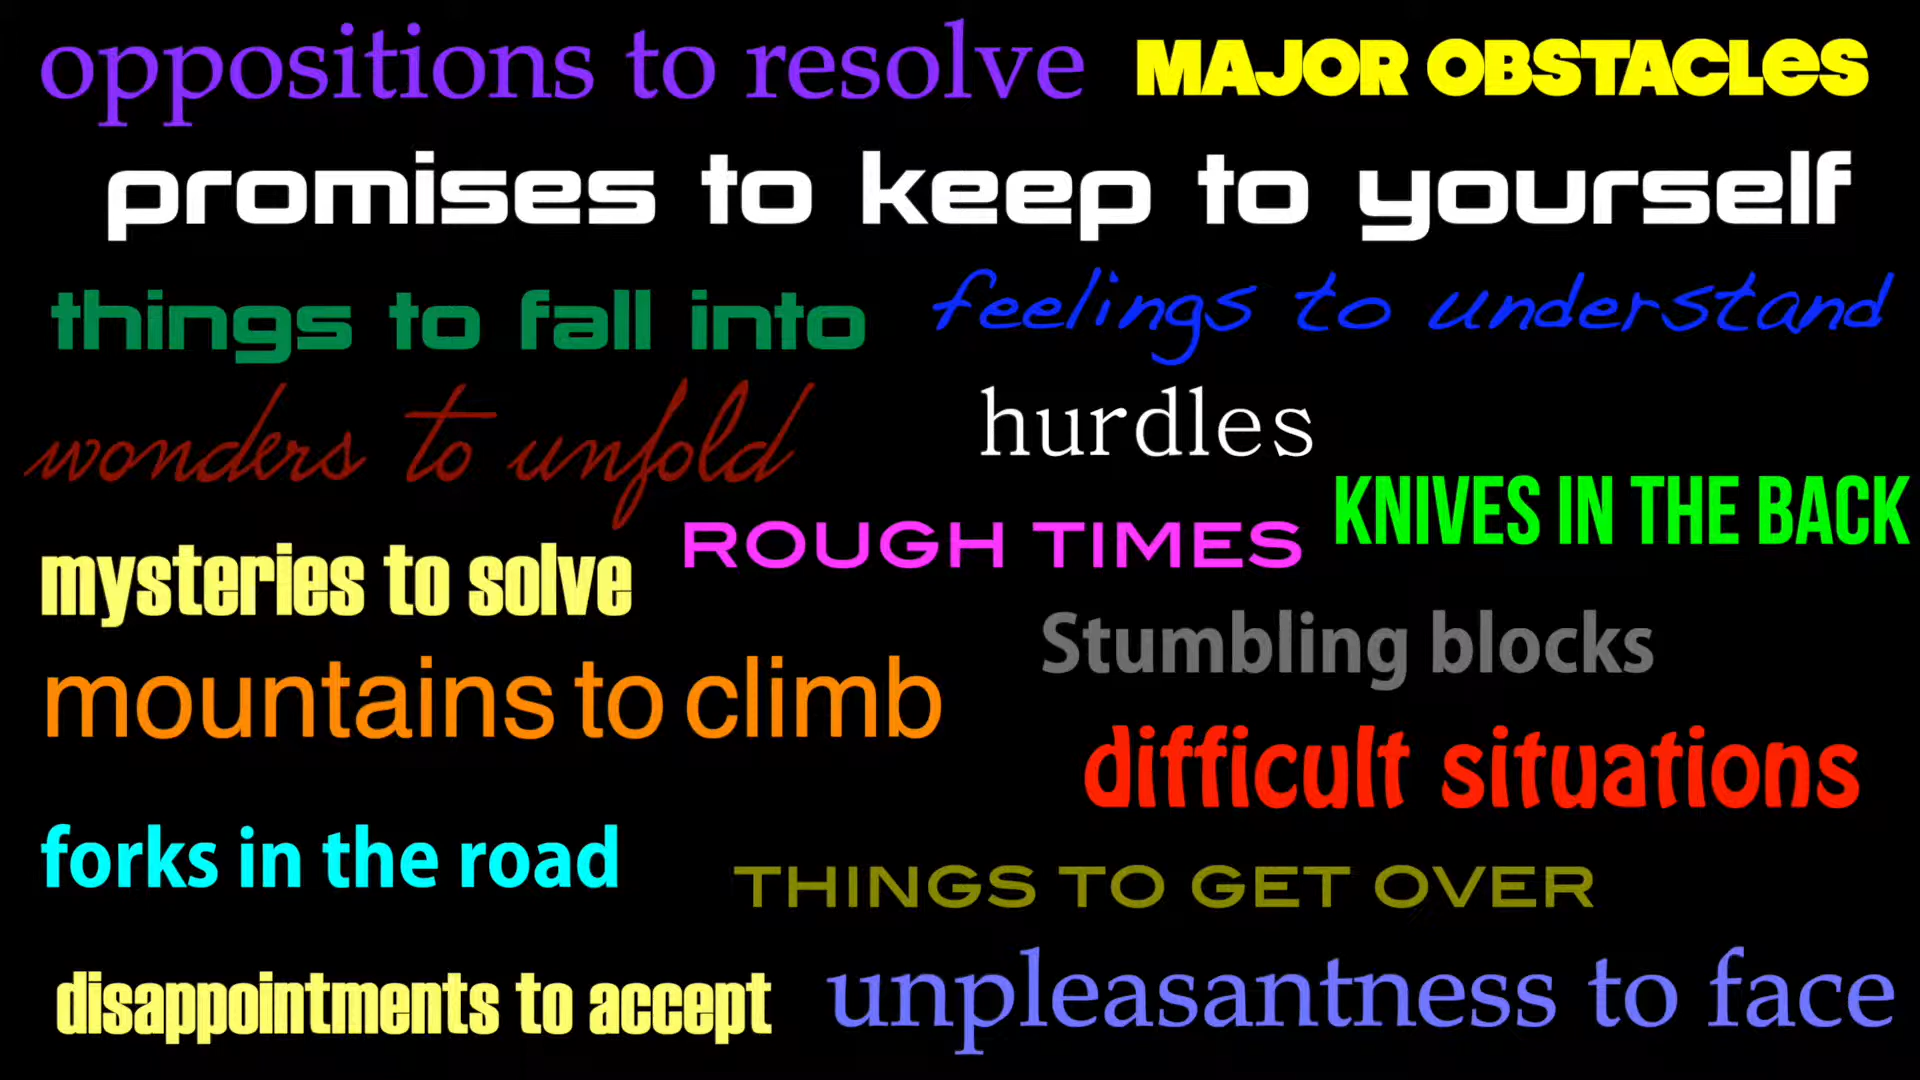 oppositions to resolve
MAJOR OBSTACLes
promises to keep to yourself
things to fall into
feelings to understand
wonders to unfold
hurdles
KNIVES IN THE BACK
ROUGH TIMES
mysteries to solve
Stumbling blocks
mountains to climb
difficult situations
forks in the road
THINGS TO GET OVER
disappointments to accept
unpleasantness to face